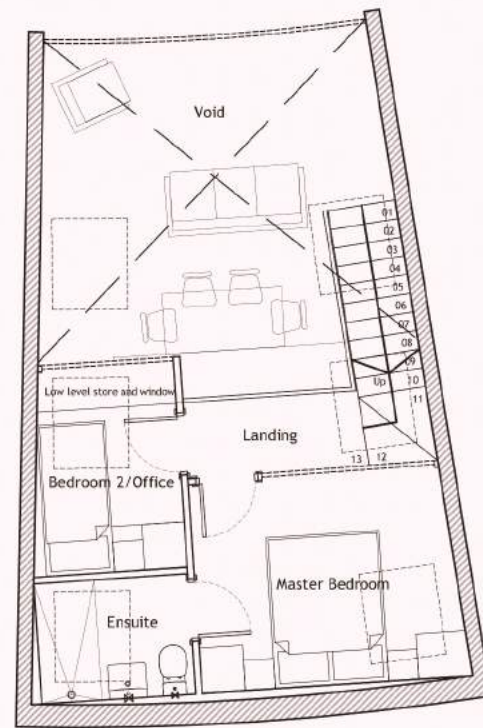 Void
01
02
03
04
05
06
07
08
09
Up 10
11
Low level store and window
Landing
13 12
Bedroom 2/Office
Master Bedroom
Ensuite